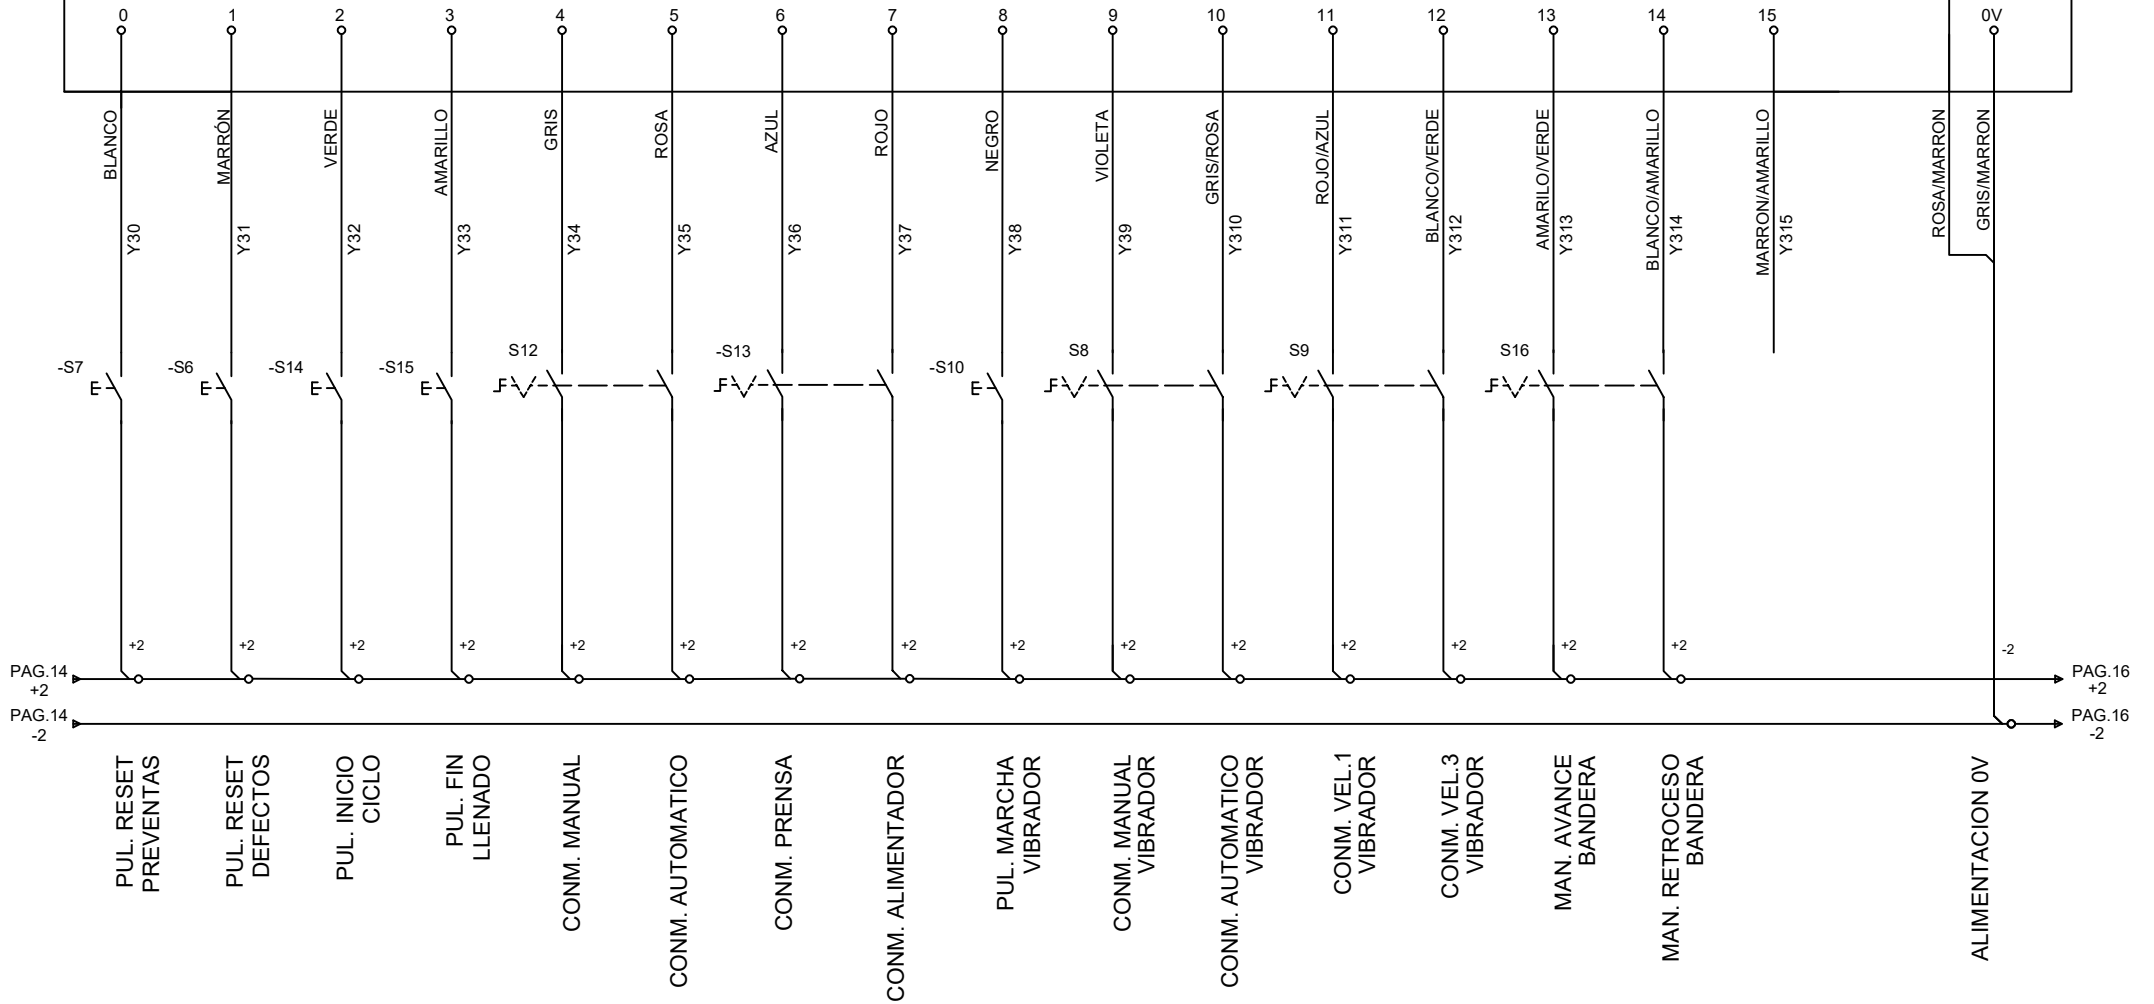 0 1 2 3 4 5 6 7 8 9 10 11 12 13 14 15 0V
BLANCO
MARRÓN
VERDE
AMARILLO
GRIS
ROSA
AZUL
ROJO
NEGRO
VIOLETA
GRIS/ROSA
ROJO/AZUL
BLANCO/VERDE
AMARILO/VERDE
BLANCO/AMARILLO
MARRON/AMARILLO
ROSA/MARRON
GRIS/MARRON
Y30
Y31
Y32
Y33
Y34
Y35
Y36
Y37
Y38
Y39
Y310
Y311
Y312
Y313
Y314
Y315
-S7
-S6
-S14
-S15
S12
-S13
-S10
S8
S9
S16
+2 +2 +2 +2 +2 +2 +2 +2 +2 +2 +2 +2 +2 +2 +2 -2
PAG.14
+2
PAG.16
+2
PAG.14
-2
PAG.16
-2
PUL. RESET
PREVENTAS
PUL. RESET
DEFECTOS
PUL. INICIO
CICLO
PUL. FIN
LLENADO
CONM. MANUAL
CONM. AUTOMATICO
CONM. PRENSA
CONM. ALIMENTADOR
PUL. MARCHA
VIBRADOR
CONM. MANUAL
VIBRADOR
CONM. AUTOMATICO
VIBRADOR
CONM. VEL.1
VIBRADOR
CONM. VEL.3
VIBRADOR
MAN. AVANCE
BANDERA
MAN. RETROCESO
BANDERA
ALIMENTACION 0V